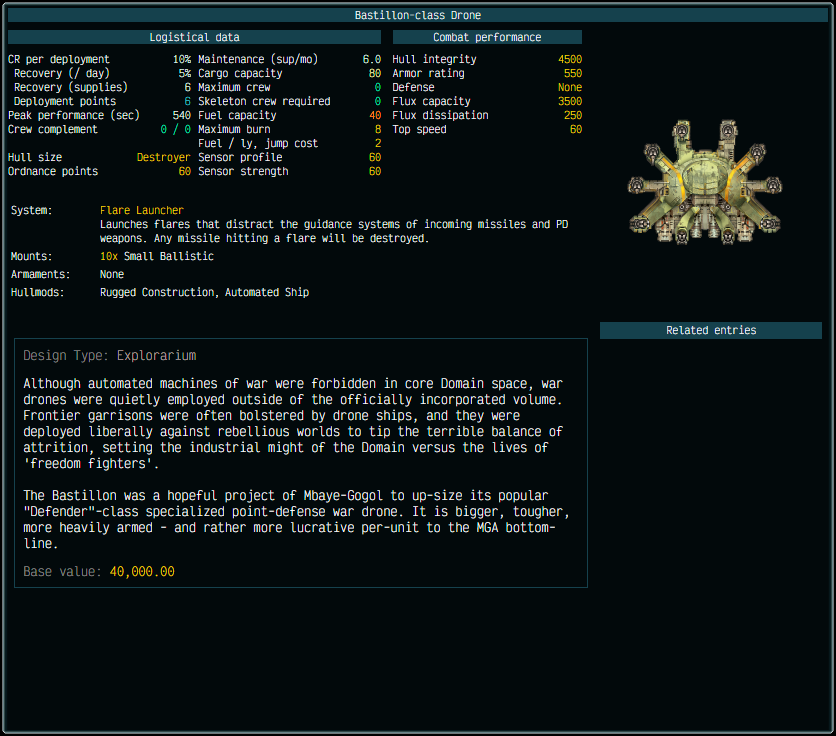 Bastillon-class Drone
Logistical data
Combat performance
CR per deployment 10% Maintenance (sup/mo) 6.0 Hull integrity 4500
Recovery (/ day) 5% Cargo capacity 80 Armor rating 550
Recovery (supplies) 6 Maximum crew 0 Defense None
Deployment points 6 Skeleton crew required 0 Flux capacity 3500
Peak performance (sec) 540 Fuel capacity 40 Flux dissipation 250
Crew complement 0 / 0 Maximum burn 8 Top speed 60
Fuel / ly, jump cost 2
Hull size Destroyer Sensor profile 60
Ordnance points 60 Sensor strength 60
System: Flare Launcher
Launches flares that distract the guidance systems of incoming missiles and PD
weapons. Any missile hitting a flare will be destroyed.
Mounts: 10x Small Ballistic
Armaments: None
Hullmods: Rugged Construction, Automated Ship
Related entries
Design Type: Explorarium
Although automated machines of war were forbidden in core Domain space, war
drones were quietly employed outside of the officially incorporated volume.
Frontier garrisons were often bolstered by drone ships, and they were
deployed liberally against rebellious worlds to tip the terrible balance of
attrition, setting the industrial might of the Domain versus the lives of
'freedom fighters'.
The Bastillon was a hopeful project of Mbaye-Gogol to up-size its popular
"Defender"-class specialized point-defense war drone. It is bigger, tougher,
more heavily armed - and rather more lucrative per-unit to the MGA bottom-
line.
Base value: 40,000.00